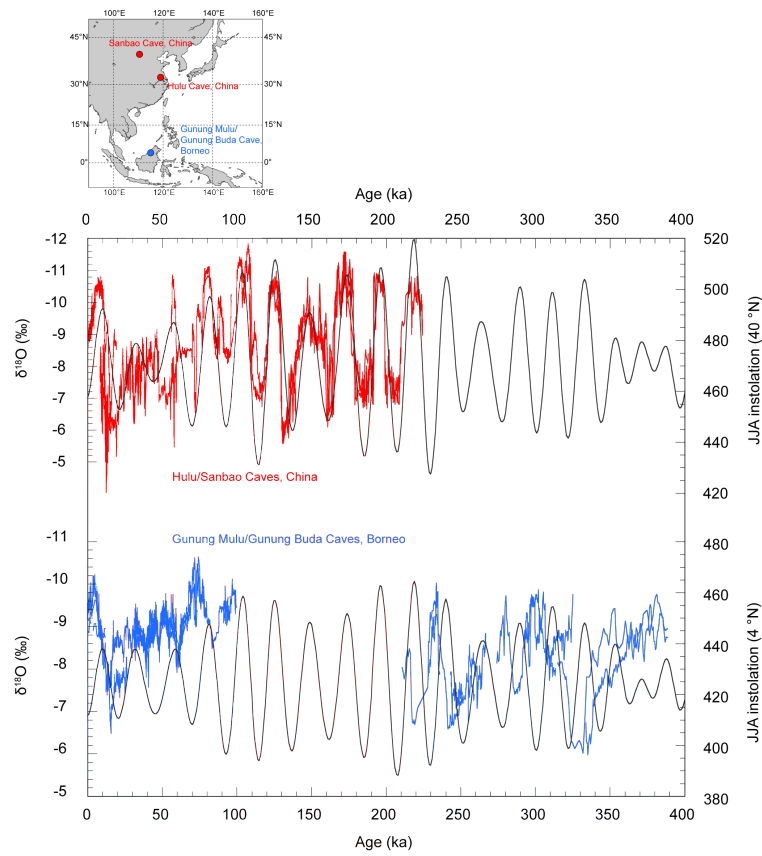 100°E 120°E 140°E 160°E
45°N 45°N
Sanbao Cave, China
30°N 30°N
Hulu Cave, China
15°N 15°N
Gunung Mulu/
Gunung Buda Cave,
Borneo
0° 0°
100°E 120°E 140°E 160°E
Age (ka)
0 50 100 150 200 250 300 350 400
-12
-11
-10
-9
-8
-7
-6
-5
δ¹⁸O (‰)
520
500
480
460
440
420
JJA instolation (40 °N)
Hulu/Sanbao Caves, China
Gunung Mulu/Gunung Buda Caves, Borneo
-11
-10
-9
-8
-7
-6
-5
δ¹⁸O (‰)
480
460
440
420
400
380
JJA instolation (4 °N)
0 50 100 150 200 250 300 350 400
Age (ka)